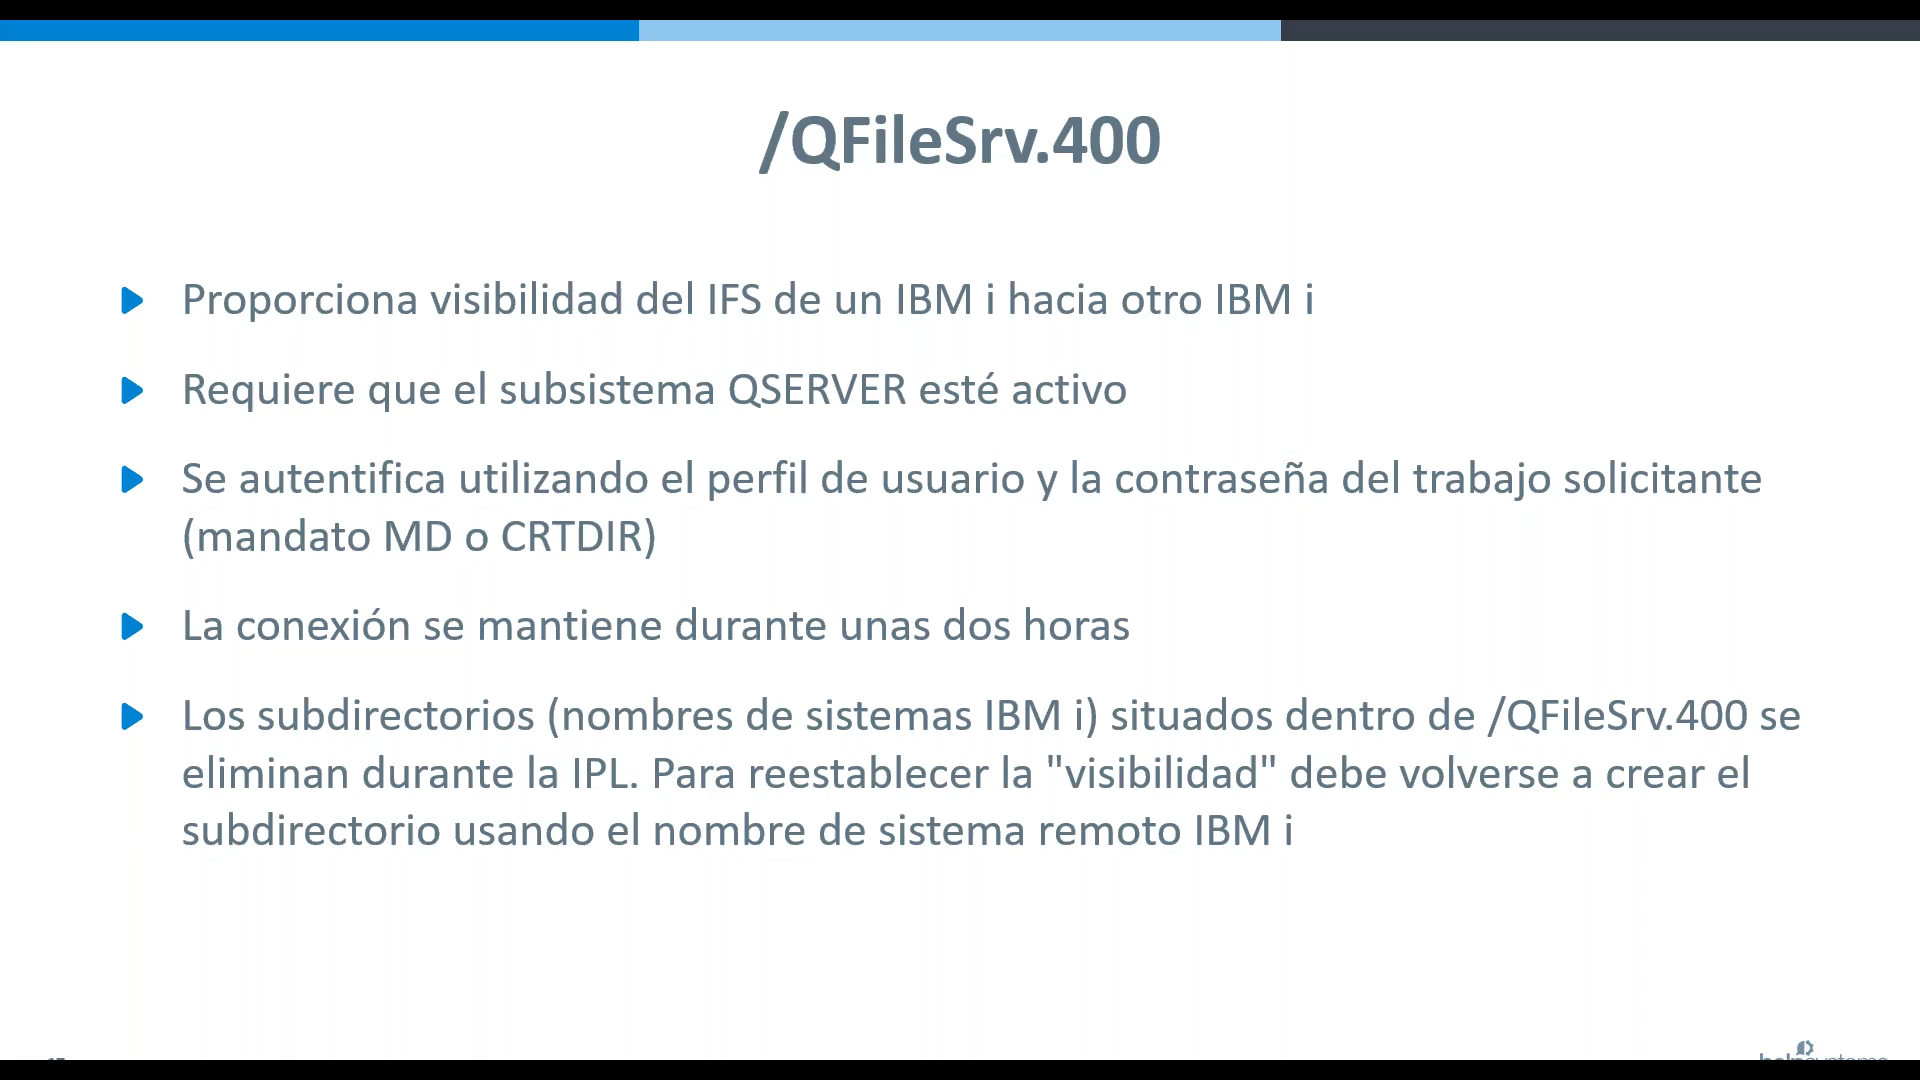 /QFileSrv.400
Proporciona visibilidad del IFS de un IBM i hacia otro IBM i
Requiere que el subsistema QSERVER esté activo
Se autentifica utilizando el perfil de usuario y la contraseña del trabajo solicitante
(mandato MD o CRTDIR)
La conexión se mantiene durante unas dos horas
Los subdirectorios (nombres de sistemas IBM i) situados dentro de /QFileSrv.400 se
eliminan durante la IPL. Para reestablecer la "visibilidad" debe volverse a crear el
subdirectorio usando el nombre de sistema remoto IBM i